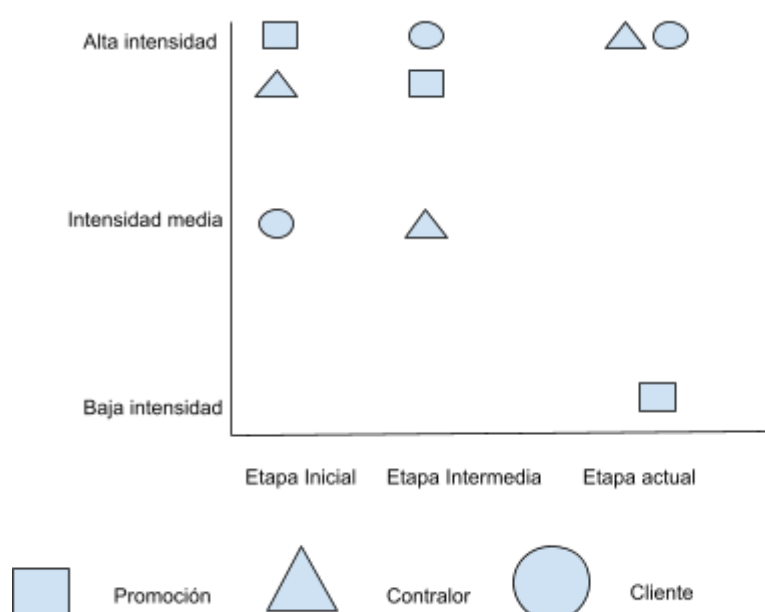 Alta intensidad
Intensidad media
Baja intensidad
Etapa Inicial Etapa Intermedia Etapa actual
Promoción Contralor Cliente